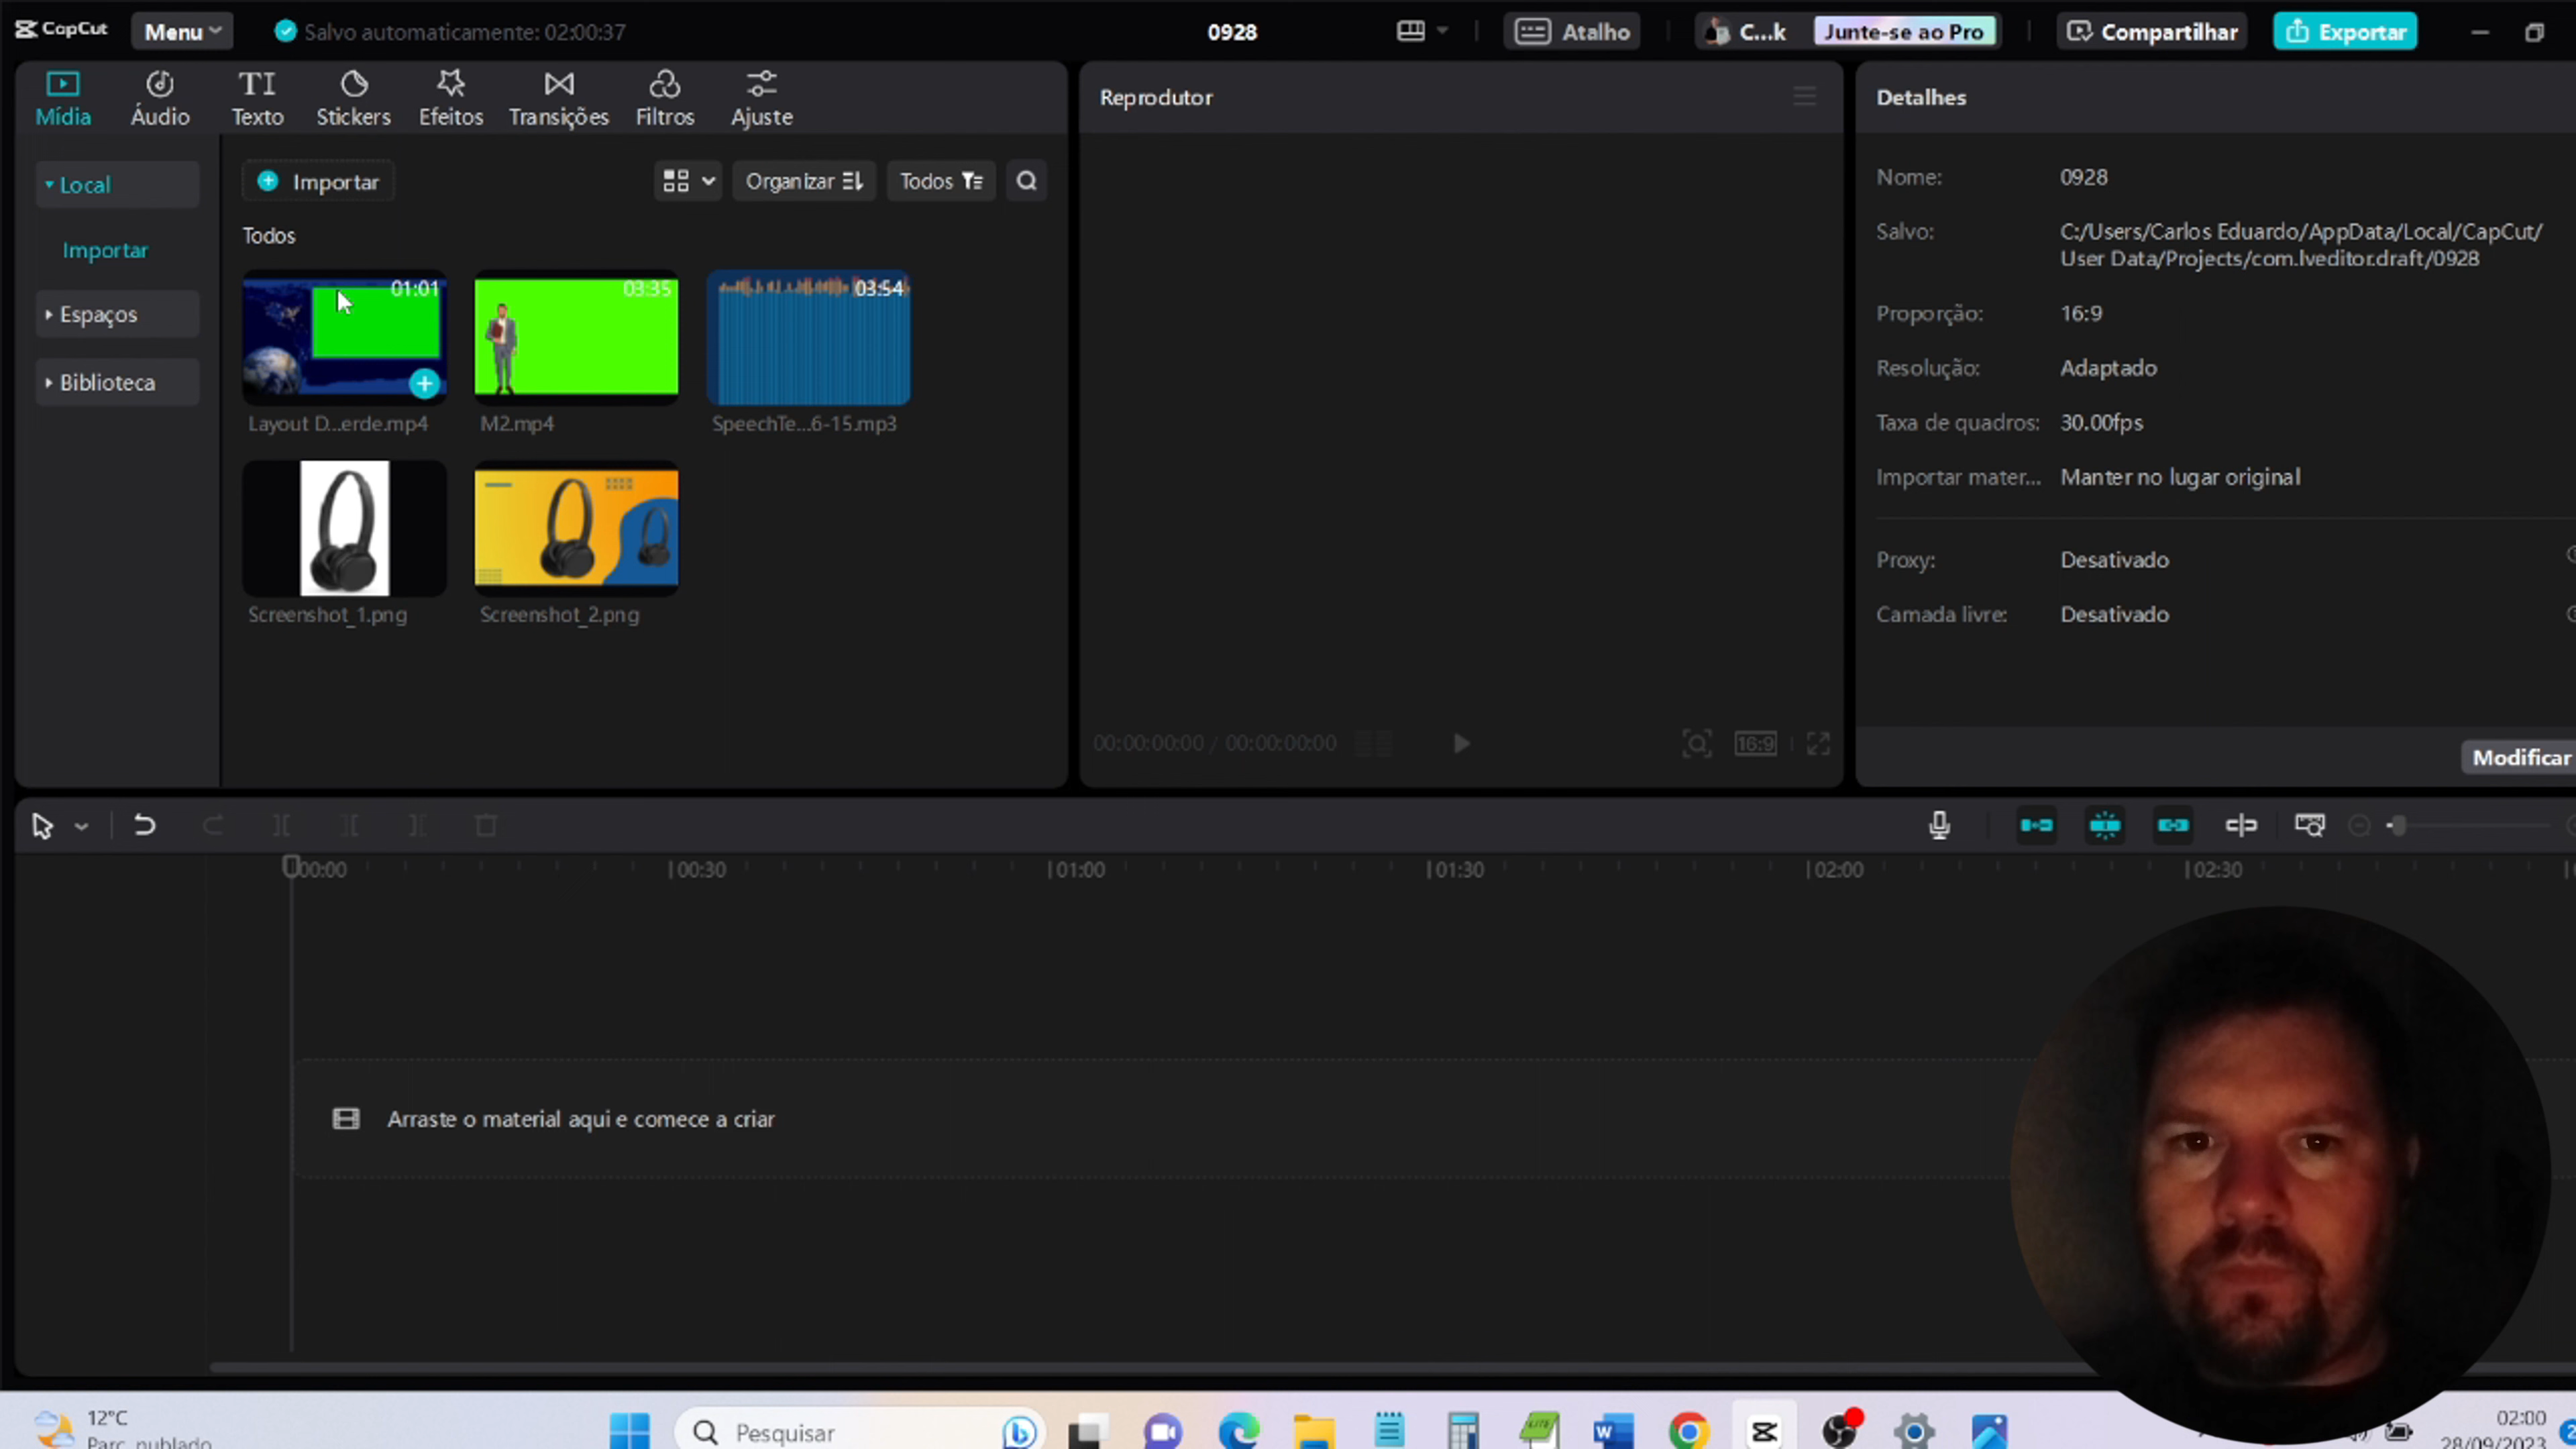 CapCut
Menu
Salvo automaticamente: 02:00:37
0928
Atalho
C...k
Junte-se ao Pro
Compartilhar
Exportar
Mídia
Áudio
TI
Texto
Stickers
Efeitos
Transições
Filtros
Ajuste
Local
Importar
Espaços
Biblioteca
Importar
Organizar
Todos
Todos
01:01
03:35
03:54
Layout D...erde.mp4
M2.mp4
SpeechTe...6-15.mp3
Screenshot_1.png
Screenshot_2.png
Reprodutor
00:00:00:00 / 00:00:00:00
16:9
Detalhes
Nome: 0928
Salvo: C:/Users/Carlos Eduardo/AppData/Local/CapCut/
User Data/Projects/com.lveditor.draft/0928
Proporção: 16:9
Resolução: Adaptado
Taxa de quadros: 30.00fps
Importar mater... Manter no lugar original
Proxy: Desativado
Camada livre: Desativado
Modificar
00:00
00:30
01:00
01:30
02:00
02:30
Arraste o material aqui e comece a criar
12°C
Parc. nublado
Pesquisar
LITE
W
02:00
28/09/2023